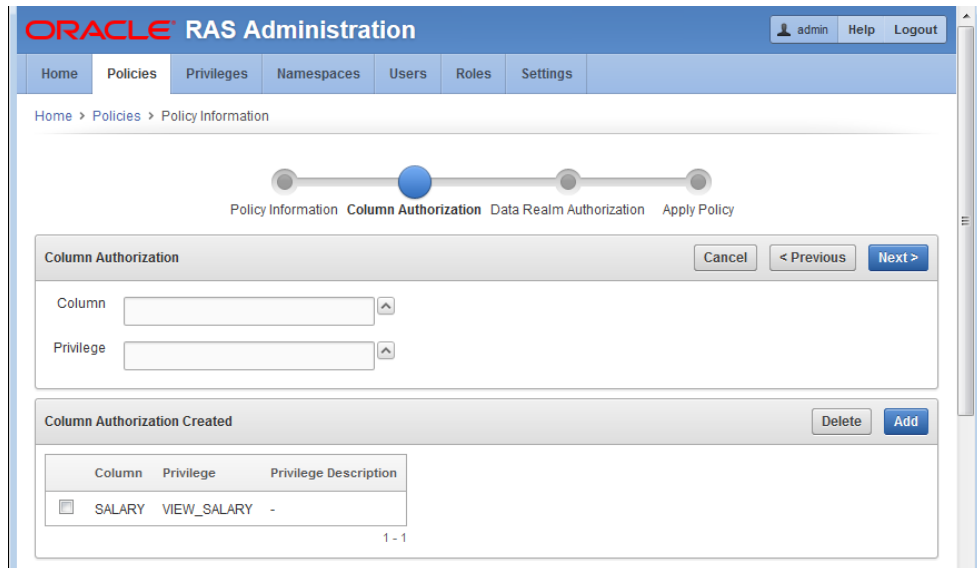 ORACLE RAS Administration
admin Help Logout
Home Policies Privileges Namespaces Users Roles Settings
Home > Policies > Policy Information
Policy Information Column Authorization Data Realm Authorization Apply Policy
Column Authorization Cancel < Previous Next >
Column
Privilege
Column Authorization Created Delete Add
Column Privilege Privilege Description
SALARY VIEW_SALARY -
1 - 1